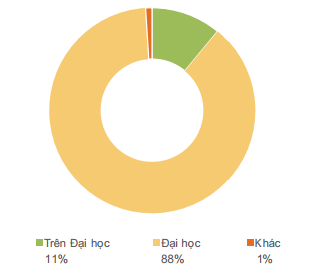 Trên Đại học Đại học Khác
11% 88% 1%